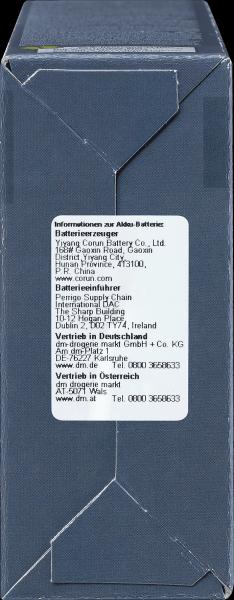 Informationen zur Akku-Batterie:
Batterieerzeuger
Yiyang Corun Battery Co., Ltd.
168# Gaoxin Road, Gaoxin
District, Yiyang City,
Hunan Province, 413100,
P.R. China
www.corun.com
Batterieeinführer
Perrigo Supply Chain
International DAC
The Sharp Building
10-12 Hogan Place,
Dublin 2, D02 TY74, Ireland
Vertrieb in Deutschland
dm-drogerie markt GmbH + Co. KG
Am dm-Platz 1
DE-76227 Karlsruhe
www.dm.de Tel. 0800 3658633
Vertrieb in Österreich
dm drogerie markt
AT-5071 Wals
www.dm.at Tel. 0800 3658633